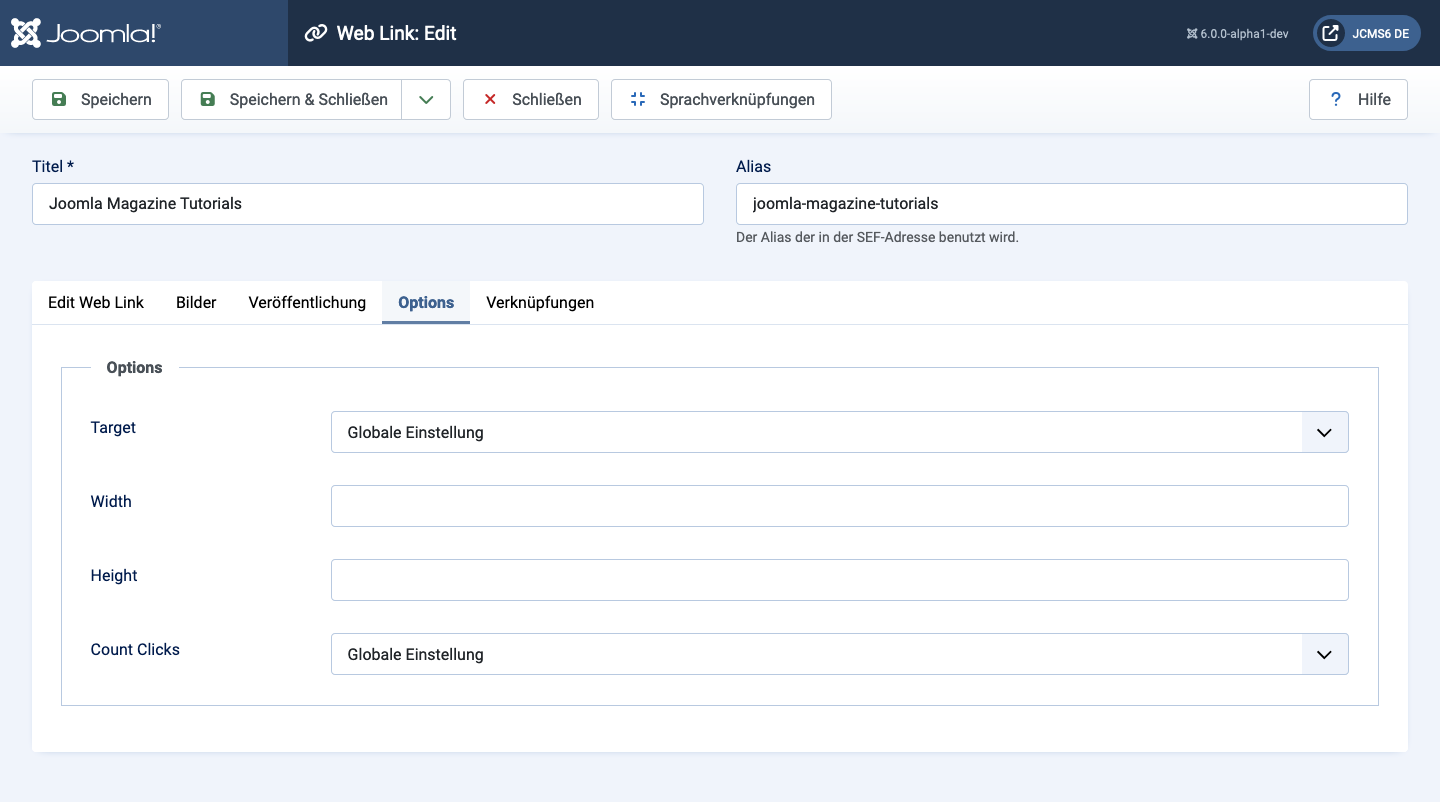 Joomla!®
Web Link: Edit
6.0.0-alpha1-dev
JCMS6 DE
Speichern
Speichern & Schließen
Schließen
Sprachverknüpfungen
? Hilfe
Titel *
Joomla Magazine Tutorials
Alias
joomla-magazine-tutorials
Der Alias der in der SEF-Adresse benutzt wird.
Edit Web Link
Bilder
Veröffentlichung
Options
Verknüpfungen
Options
Target
Globale Einstellung
Width
Height
Count Clicks
Globale Einstellung